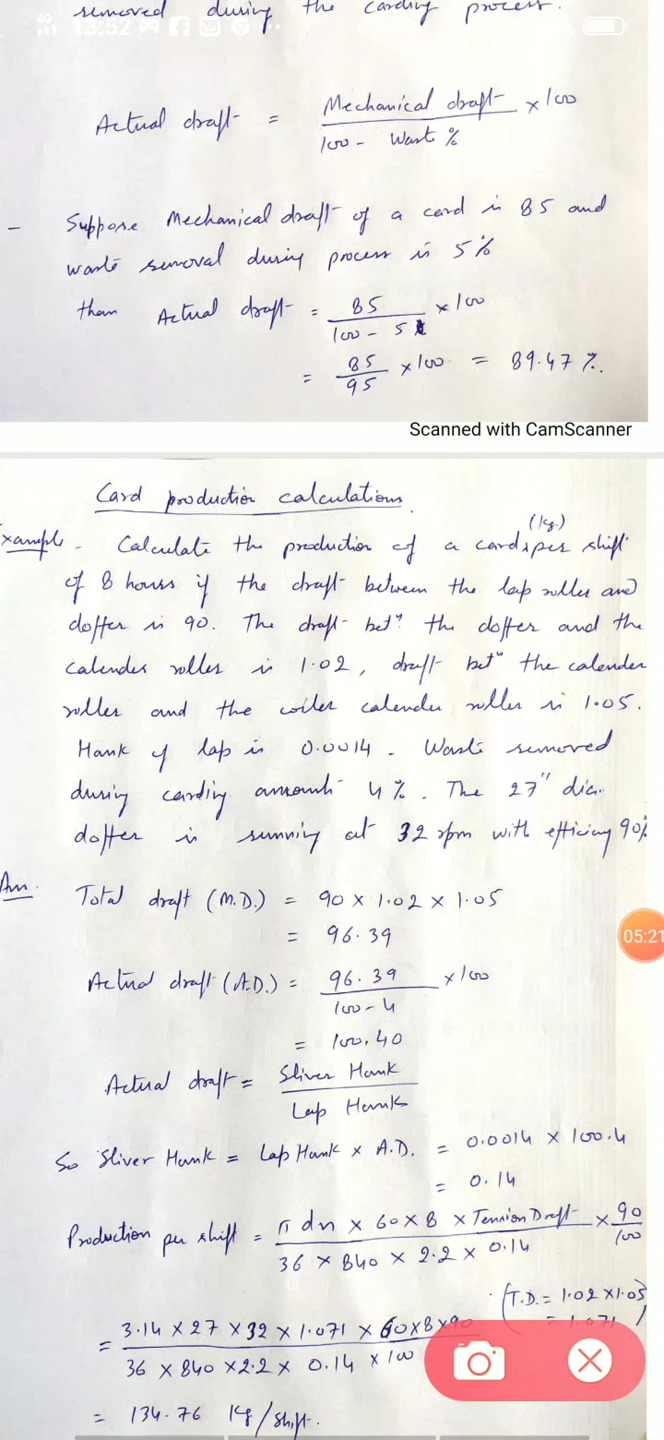 removed during the carding process.
4G 13:52
Actual draft = Mechanical draft / 100 - Wast % × 100
- Suppose Mechanical draft of a card is 85 and
waste removal during process is 5%
than Actual draft = 85 / 100 - 5 × 100
= 85 / 95 × 100 = 89.47 %.
Scanned with CamScanner
Card production calculations.
Example - Calculate the production of a card per shift (kg)
of 8 hours if the draft between the lap roller and
doffer is 90. The draft betn the doffer and the
calender roller is 1.02, draft betn the calender
roller and the coiler calender roller is 1.05.
Hank of lap is 0.0014. Waste removed
during carding amount 4%. The 27" dia.
doffer is running at 32 rpm with efficiency 90%
Ans. Total draft (M.D.) = 90 × 1.02 × 1.05
= 96.39
05:21
Actual draft (A.D.) = 96.39 / 100 - 4 × 100
= 100.40
Actual draft = Sliver Hank / Lap Hank
So Sliver Hank = Lap Hank × A.D. = 0.0014 × 100.4
= 0.14
Production per shift = π dn × 60 × 8 × Tension Draft / 36 × 840 × 2.2 × 0.14 × 90 / 100
(T.D. = 1.02 × 1.05
= 1.071)
= 3.14 × 27 × 32 × 1.071 × 60 × 8 × 90 / 36 × 840 × 2.2 × 0.14 × 100
= 134.76 Kg/shift.